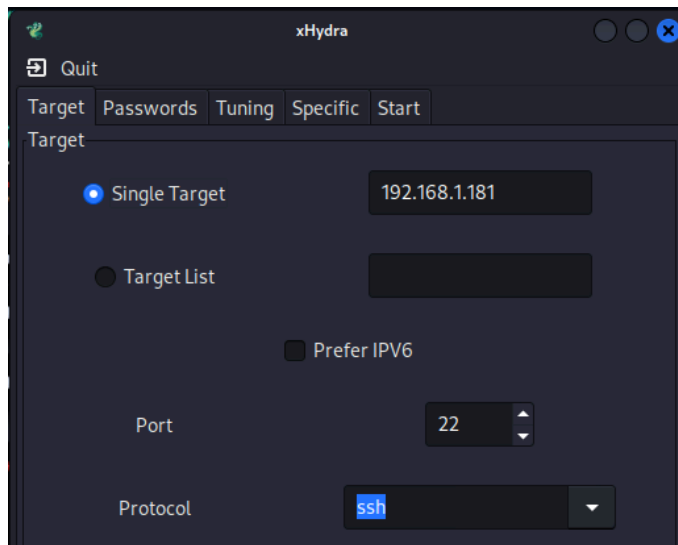 xHydra
Quit
Target Passwords Tuning Specific Start
Target
Single Target 192.168.1.181
Target List
Prefer IPV6
Port 22
Protocol ssh